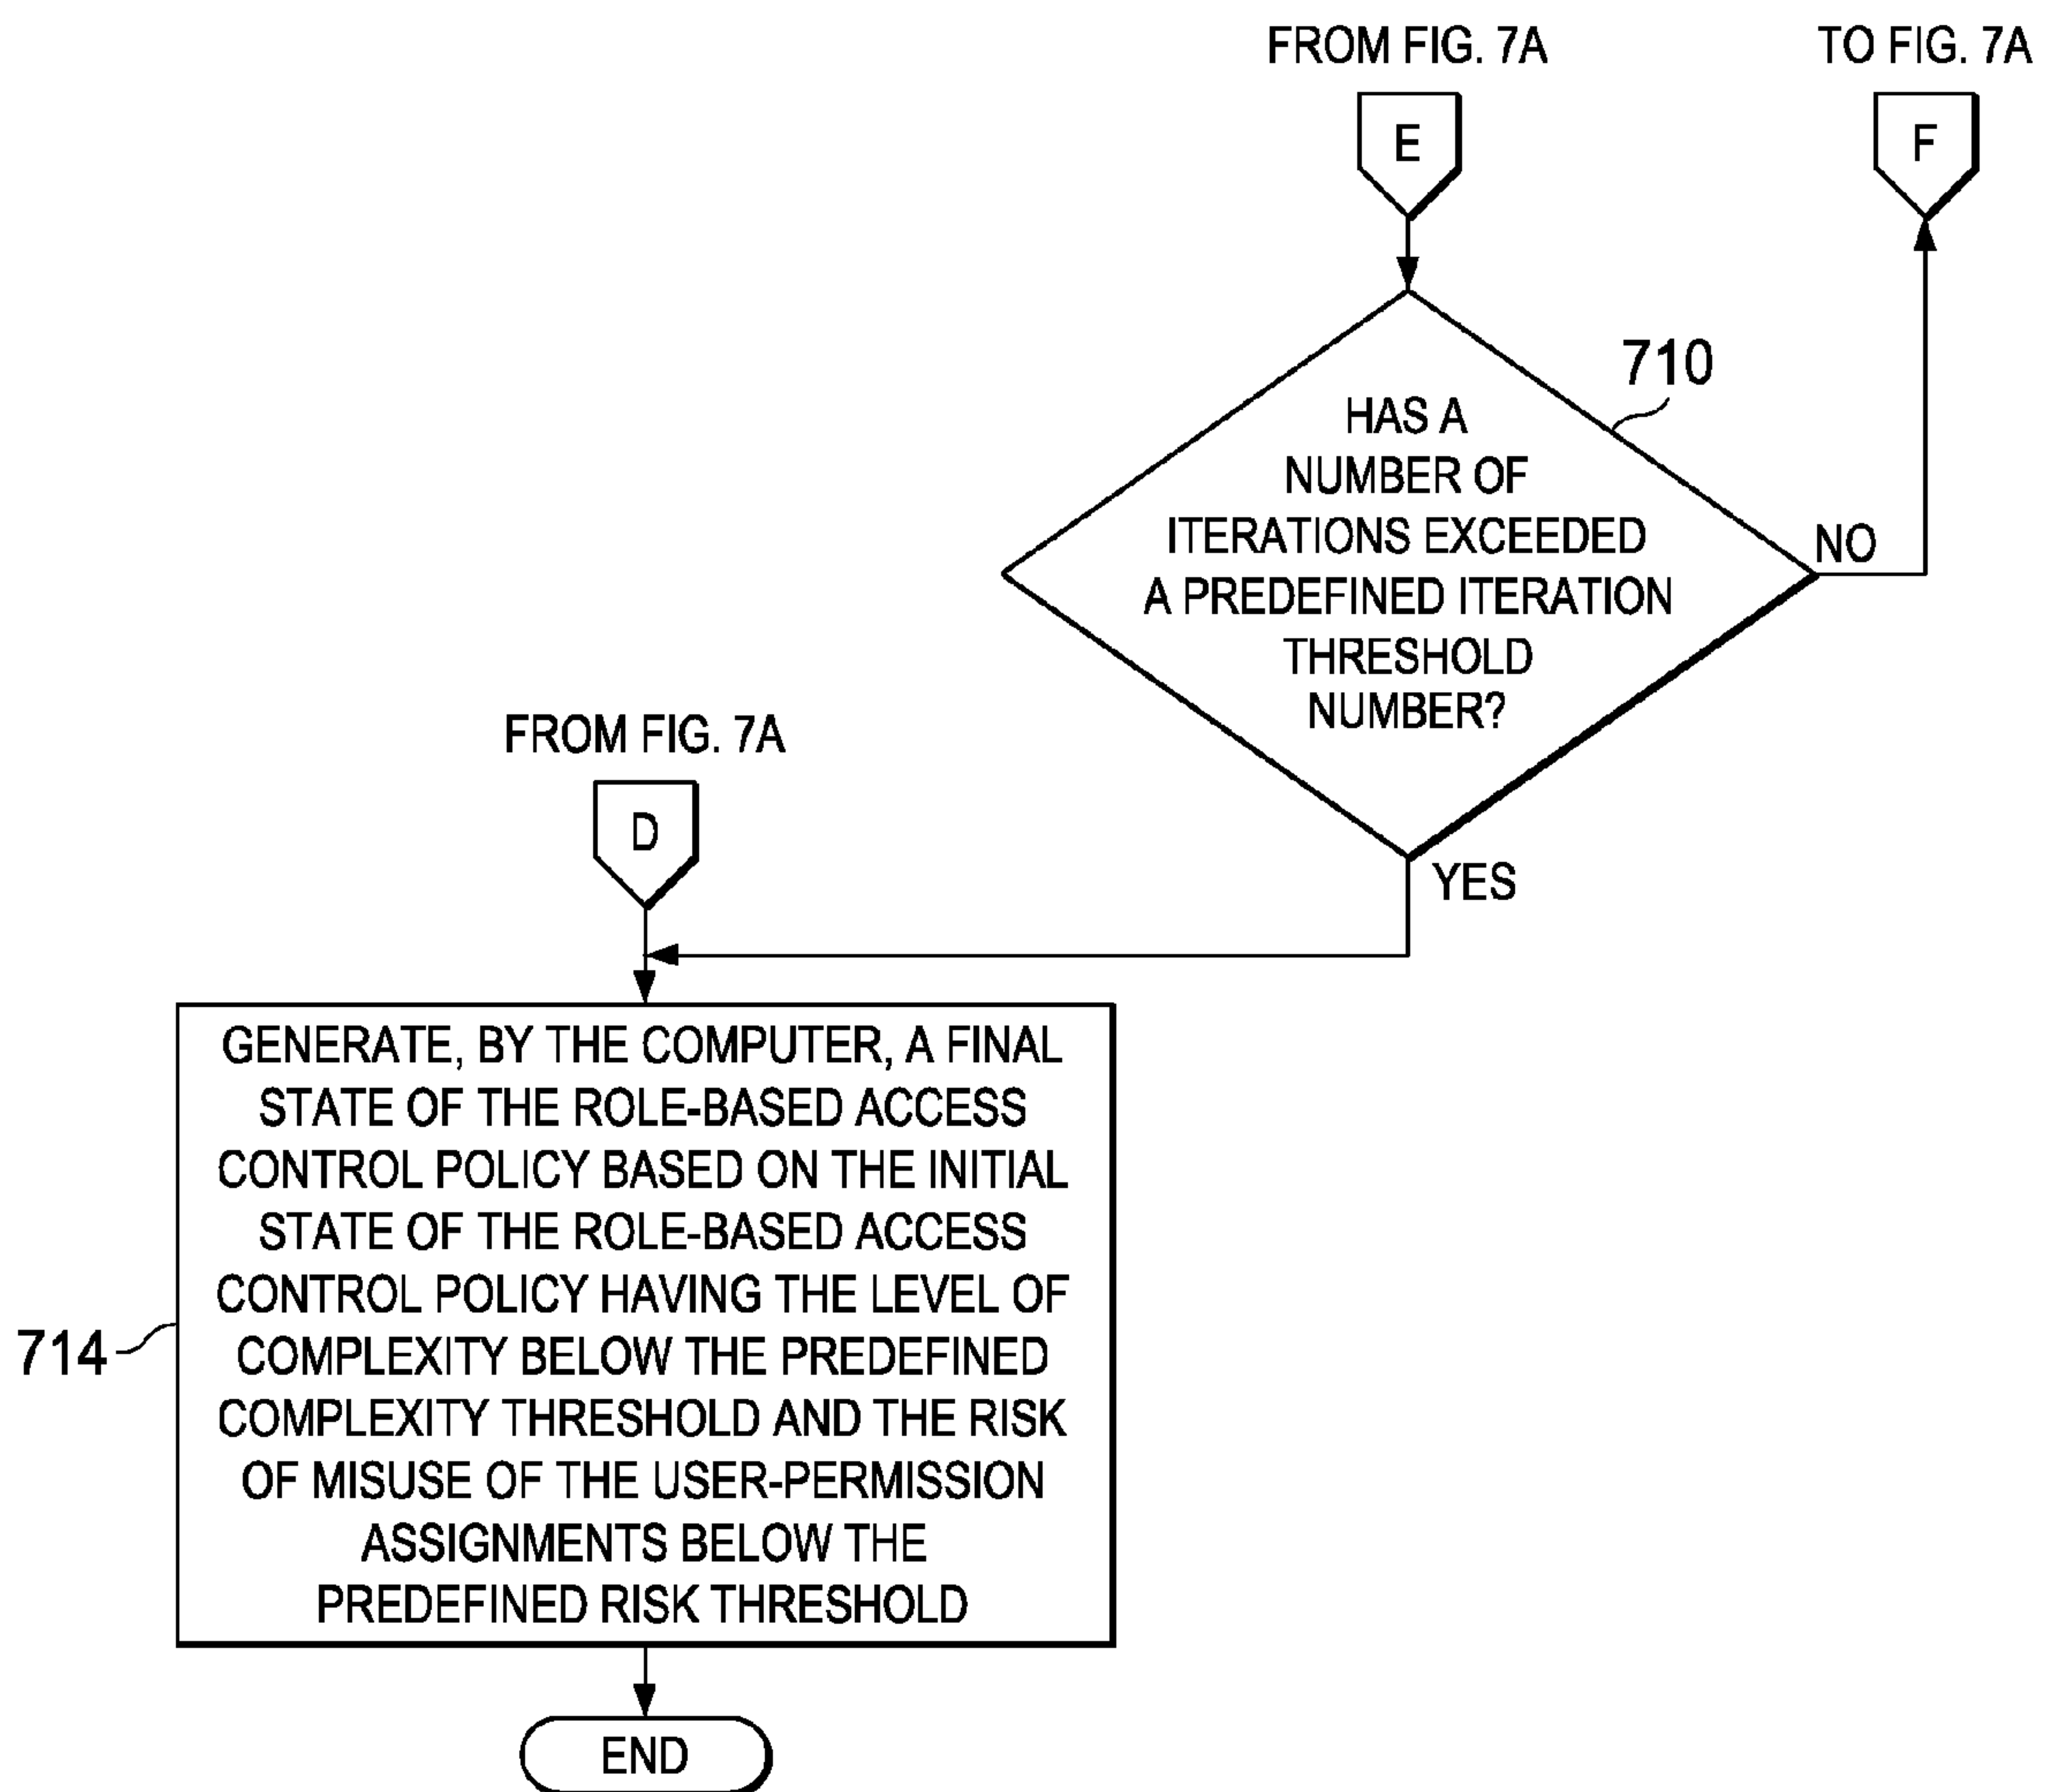 FROM FIG. 7A
TO FIG. 7A
E
F
710
HAS A
NUMBER OF
ITERATIONS EXCEEDED
A PREDEFINED ITERATION
THRESHOLD
NUMBER?
NO
YES
FROM FIG. 7A
D
GENERATE, BY THE COMPUTER, A FINAL
STATE OF THE ROLE-BASED ACCESS
CONTROL POLICY BASED ON THE INITIAL
STATE OF THE ROLE-BASED ACCESS
CONTROL POLICY HAVING THE LEVEL OF
COMPLEXITY BELOW THE PREDEFINED
COMPLEXITY THRESHOLD AND THE RISK
OF MISUSE OF THE USER-PERMISSION
ASSIGNMENTS BELOW THE
PREDEFINED RISK THRESHOLD
714
END